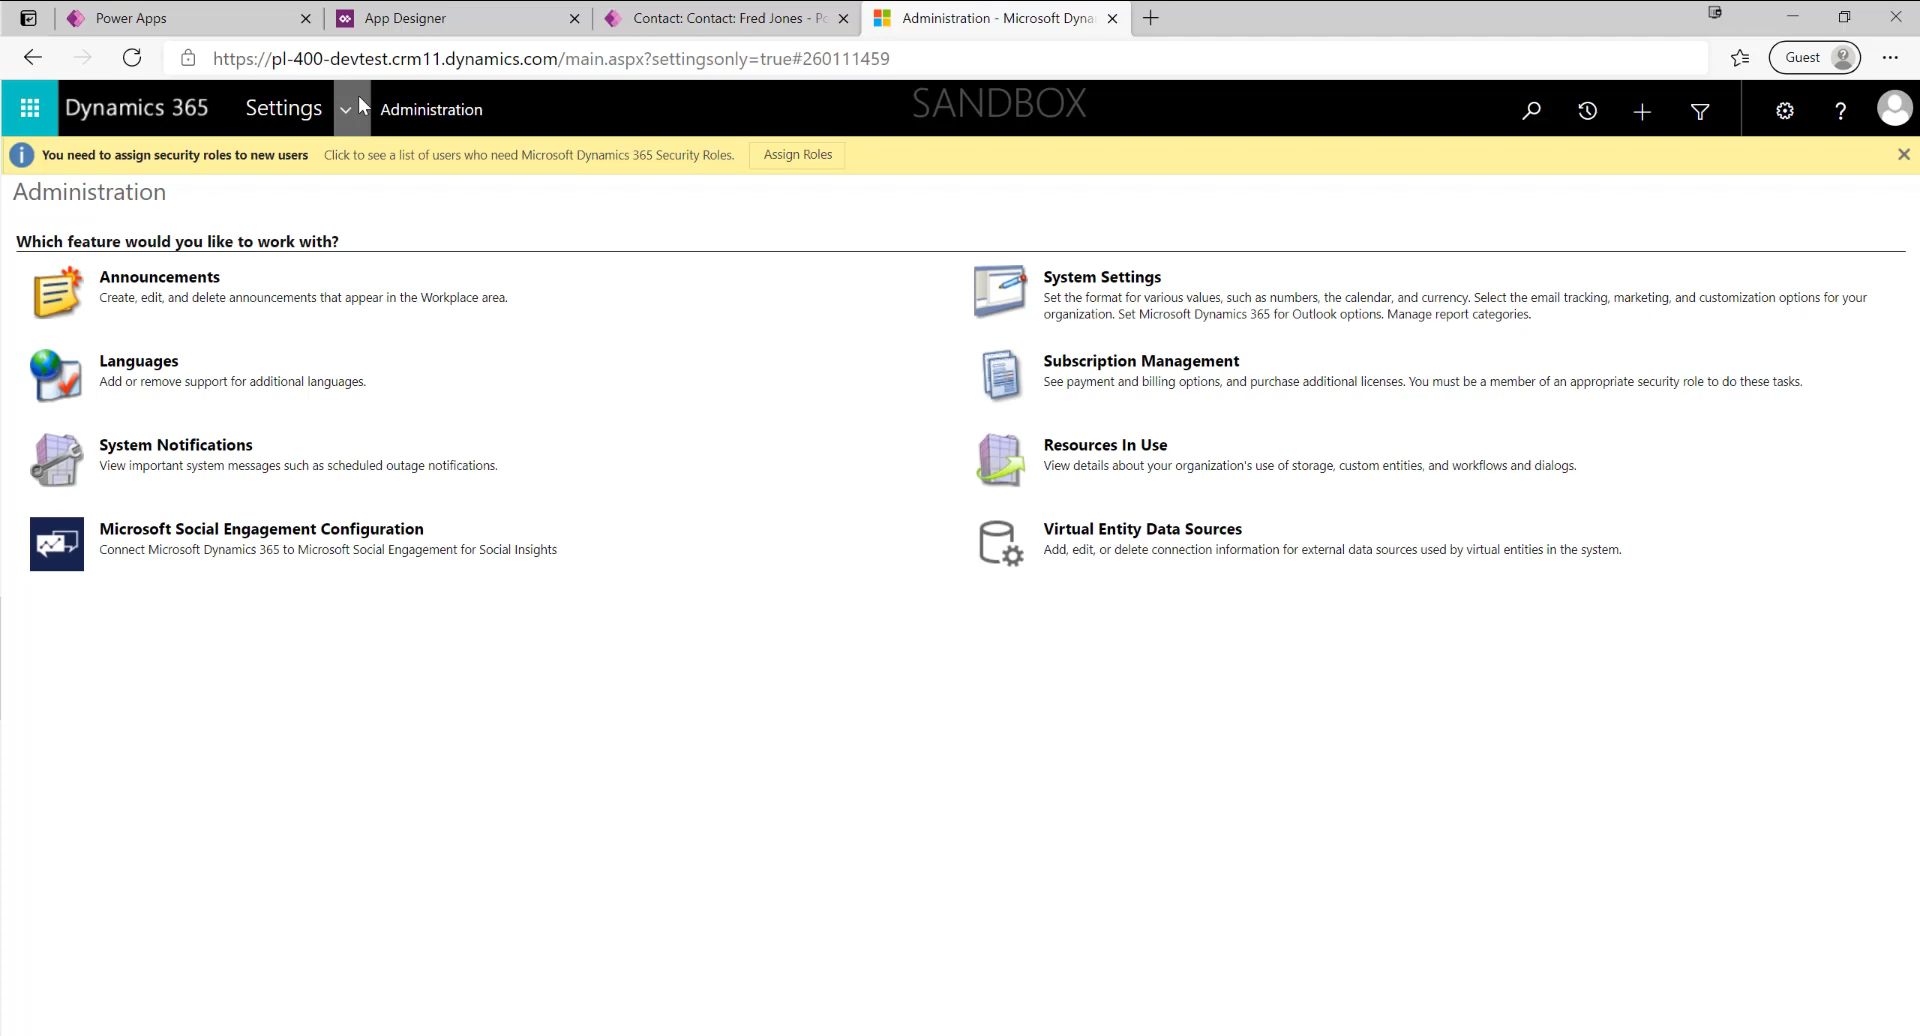 Power Apps
App Designer
Contact: Contact: Fred Jones - Po
Administration - Microsoft Dyna
https://pl-400-devtest.crm11.dynamics.com/main.aspx?settingsonly=true#260111459
Guest
Dynamics 365
Settings
Administration
SANDBOX
You need to assign security roles to new users Click to see a list of users who need Microsoft Dynamics 365 Security Roles. Assign Roles
Administration
Which feature would you like to work with?
Announcements
Create, edit, and delete announcements that appear in the Workplace area.
System Settings
Set the format for various values, such as numbers, the calendar, and currency. Select the email tracking, marketing, and customization options for your
organization. Set Microsoft Dynamics 365 for Outlook options. Manage report categories.
Languages
Add or remove support for additional languages.
Subscription Management
See payment and billing options, and purchase additional licenses. You must be a member of an appropriate security role to do these tasks.
System Notifications
View important system messages such as scheduled outage notifications.
Resources In Use
View details about your organization's use of storage, custom entities, and workflows and dialogs.
Microsoft Social Engagement Configuration
Connect Microsoft Dynamics 365 to Microsoft Social Engagement for Social Insights
Virtual Entity Data Sources
Add, edit, or delete connection information for external data sources used by virtual entities in the system.